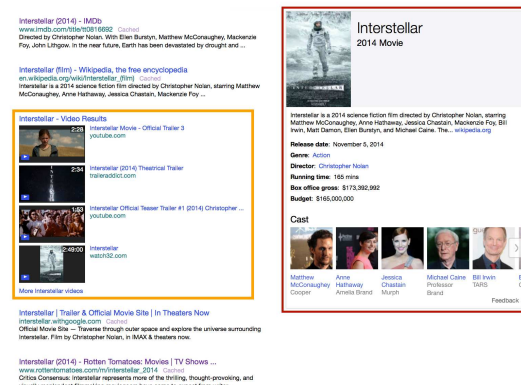 Interstellar (2014) - IMDb
www.imdb.com/title/tt0816692 Cached
Directed by Christopher Nolan. With Ellen Burstyn, Matthew McConaughey, Mackenzie
Foy, John Lithgow. In the near future, Earth has been devastated by drought and ...
Interstellar (film) - Wikipedia, the free encyclopedia
en.wikipedia.org/wiki/Interstellar_(film) Cached
Interstellar is a 2014 science fiction film directed by Christopher Nolan, starring Matthew
McConaughey, Anne Hathaway, Jessica Chastain, Mackenzie Foy ...
Interstellar - Video Results
2:28
Interstellar Movie - Official Trailer 3
youtube.com
2:34
Interstellar (2014) Theatrical Trailer
traileraddict.com
1:53
Interstellar Official Teaser Trailer #1 (2014) Christopher ...
youtube.com
2:49:00
Interstellar
watch32.com
More Interstellar videos
Interstellar | Trailer & Official Movie Site | In Theaters Now
interstellar.withgoogle.com Cached
Official Movie Site — Traverse through outer space and explore the universe surrounding
Interstellar. Film by Christopher Nolan, in IMAX & theaters now.
Interstellar (2014) - Rotten Tomatoes: Movies | TV Shows ...
www.rottentomatoes.com/m/interstellar_2014 Cached
Critics Consensus: Interstellar represents more of the thrilling, thought-provoking, and
Interstellar
2014 Movie
INTERSTELLAR
Interstellar is a 2014 science fiction film directed by Christopher Nolan, starring
Matthew McConaughey, Anne Hathaway, Jessica Chastain, Mackenzie Foy, Bill
Irwin, Matt Damon, Ellen Burstyn, and Michael Caine. The... wikipedia.org
Release date: November 5, 2014
Genre: Action
Director: Christopher Nolan
Running time: 165 mins
Box office gross: $173,392,992
Budget: $165,000,000
Cast
Matthew McConaughey
Cooper
Anne Hathaway
Amelia Brand
Jessica Chastain
Murph
Michael Caine
Professor Brand
Bill Irwin
TARS
Feedback